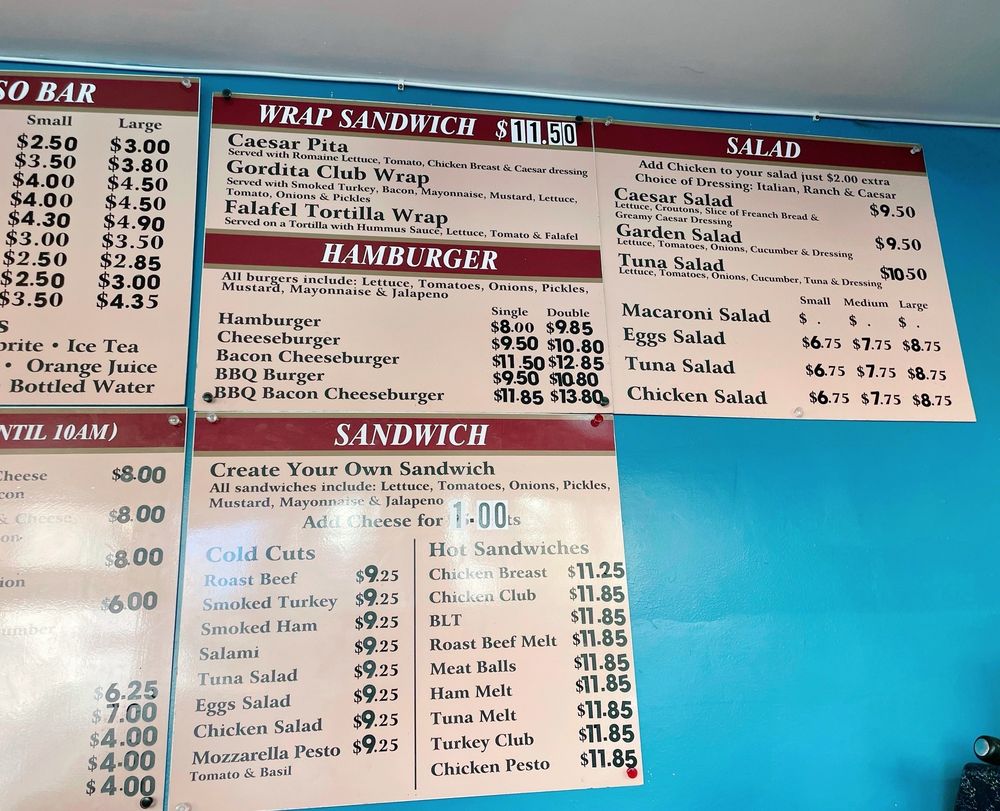 SO BAR
Small Large
$2.50 $3.00
$3.50 $3.80
$4.00 $4.50
$4.00 $4.50
$4.30 $4.90
$3.00 $3.50
$2.50 $2.85
$2.50 $3.00
$3.50 $4.35
s
prite • Ice Tea
• Orange Juice
Bottled Water
NTIL 10AM)
Cheese $8.00
con
& Cheese $8.00
on
$8.00
ion
$6.00
umber
$6.25
$7.00
$4.00
$4.00
$4.00
WRAP SANDWICH $11.50
Caesar Pita
Served with Romaine Lettuce, Tomato, Chicken Breast & Caesar dressing
Gordita Club Wrap
Served with Smoked Turkey, Bacon, Mayonnaise, Mustard, Lettuce,
Tomato, Onions & Pickles
Falafel Tortilla Wrap
Served on a Tortilla with Hummus Sauce, Lettuce, Tomato & Falafel
HAMBURGER
All burgers include: Lettuce, Tomatoes, Onions, Pickles,
Mustard, Mayonnaise & Jalapeno
Single Double
Hamburger $8.00 $9.85
Cheeseburger $9.50 $10.80
Bacon Cheeseburger $11.50 $12.85
BBQ Burger $9.50 $10.80
BBQ Bacon Cheeseburger $11.85 $13.80
SANDWICH
Create Your Own Sandwich
All sandwiches include: Lettuce, Tomatoes, Onions, Pickles,
Mustard, Mayonnaise & Jalapeno
Add Cheese for 1.00 ts
Cold Cuts
Roast Beef $9.25
Smoked Turkey $9.25
Smoked Ham $9.25
Salami $9.25
Tuna Salad $9.25
Eggs Salad $9.25
Chicken Salad $9.25
Mozzarella Pesto $9.25
Tomato & Basil
Hot Sandwiches
Chicken Breast $11.25
Chicken Club $11.85
BLT $11.85
Roast Beef Melt $11.85
Meat Balls $11.85
Ham Melt $11.85
Tuna Melt $11.85
Turkey Club $11.85
Chicken Pesto $11.85
SALAD
Add Chicken to your salad just $2.00 extra
Choice of Dressing: Italian, Ranch & Caesar
Caesar Salad $9.50
Lettuce, Croutons, Slice of Freanch Bread &
Greamy Caesar Dressing
Garden Salad $9.50
Lettuce, Tomatoes, Onions, Cucumber & Dressing
Tuna Salad $10.50
Lettuce, Tomatoes, Onions, Cucumber, Tuna & Dressing
Small Medium Large
Macaroni Salad $ . $ . $ .
Eggs Salad $6.75 $7.75 $8.75
Tuna Salad $6.75 $7.75 $8.75
Chicken Salad $6.75 $7.75 $8.75